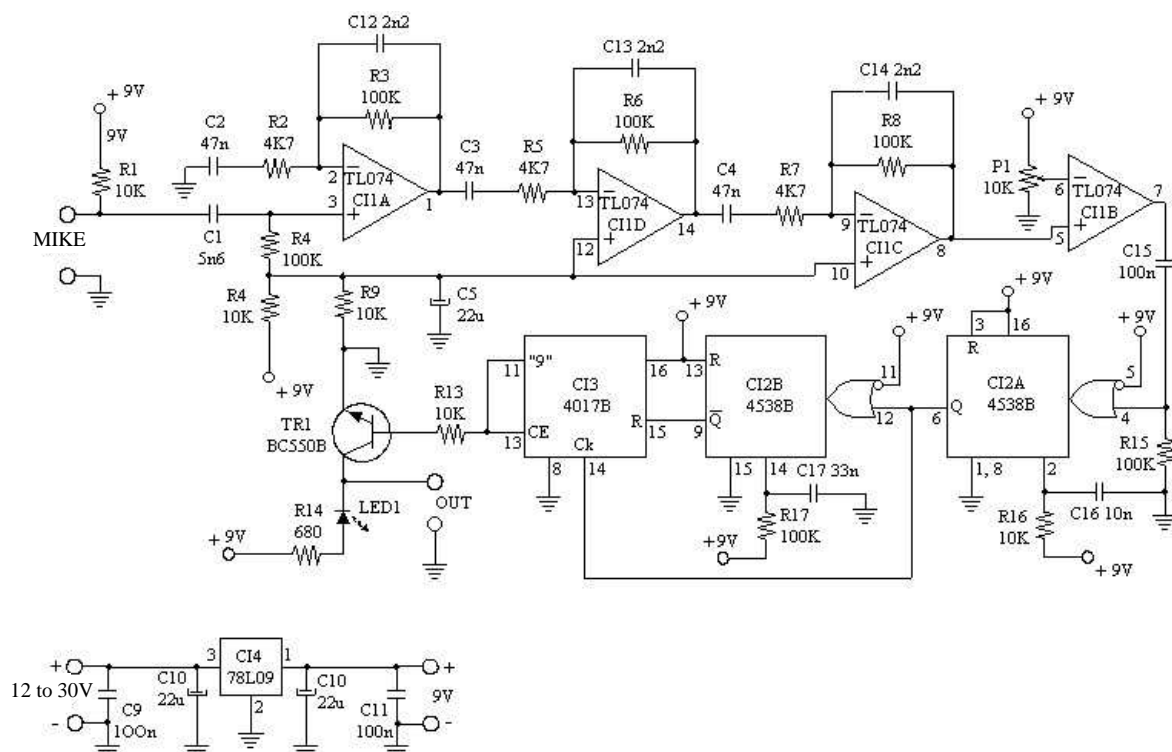 C12 2n2
R3
100K
C13 2n2
R6
100K
C14 2n2
R8
100K
+ 9V
9V
R1
10K
C2
47n
R2
4K7
2
3
TL074
CI1A
1
C3
47n
R5
4K7
13
12
TL074
CI1D
14
C4
47n
R7
4K7
9
10
TL074
CI1C
8
+ 9V
P1
10K
6
5
TL074
CI1B
7
C15
100n
MIKE
C1
5n6
R4
100K
R4
10K
+ 9V
R9
10K
C5
22u
TR1
BC550B
R13
10K
11
"9"
13
CE
CI3
4017B
16
R
15
Ck
8
14
+ 9V
13
R
CI2B
4538B
9
Q
15
14
+ 9V
11
12
C17 33n
R17
100K
+9V
+ 9V
3
16
R
CI2A
4538B
6
Q
1, 8
2
+ 9V
5
4
R15
100K
C16 10n
R16
10K
+ 9V
LED1
OUT
R14
680
+ 9V
+
12 to 30V
-
C9
100n
C10
22u
3
CI4
78L09
1
2
C10
22u
C11
100n
+
9V
-